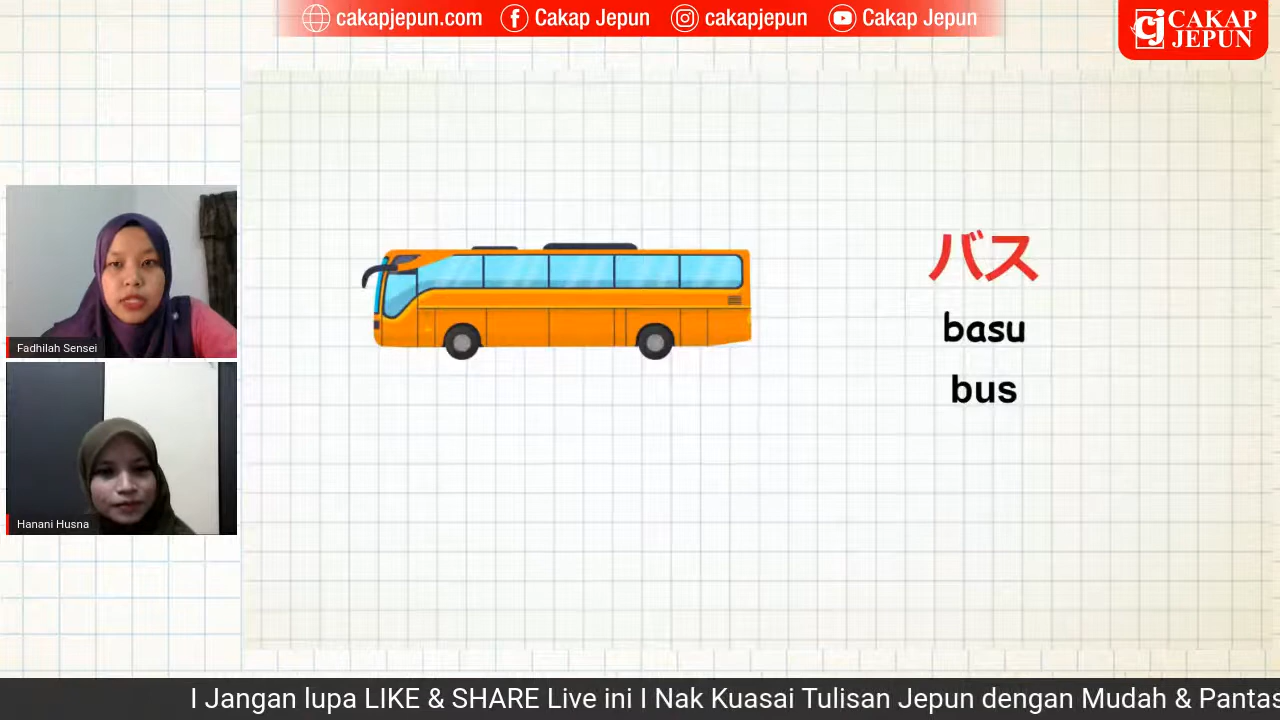 cakapjepun.com Cakap Jepun cakapjepun Cakap Jepun
CAKAP
JEPUN
バス
basu
bus
Fadhilah Sensei
Hanani Husna
I Jangan lupa LIKE & SHARE Live ini I Nak Kuasai Tulisan Jepun dengan Mudah & Pantas